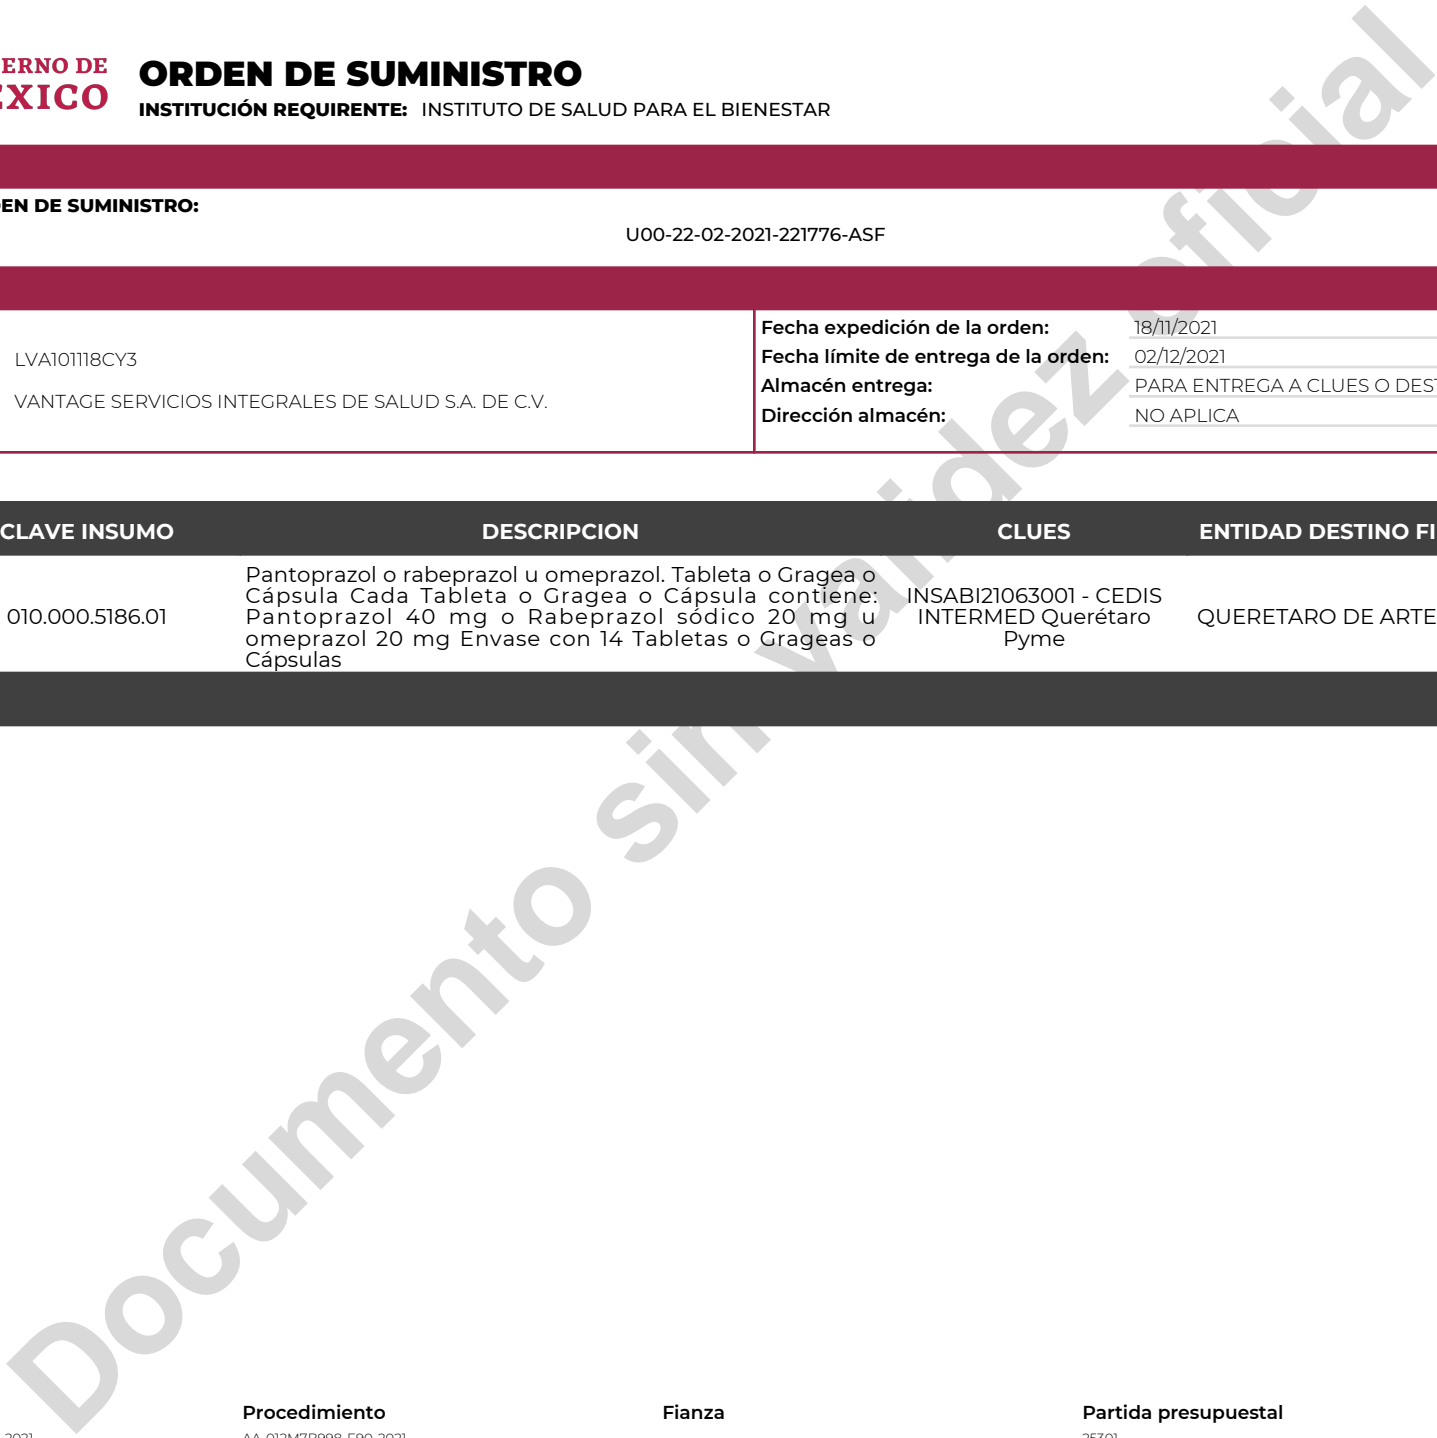 ERNO DE
EXICO
ORDEN DE SUMINISTRO
INSTITUCIÓN REQUIRENTE: INSTITUTO DE SALUD PARA EL BIENESTAR
EN DE SUMINISTRO:
U00-22-02-2021-221776-ASF
LVA101118CY3
VANTAGE SERVICIOS INTEGRALES DE SALUD S.A. DE C.V.
Fecha expedición de la orden: 18/11/2021
Fecha límite de entrega de la orden: 02/12/2021
Almacén entrega: PARA ENTREGA A CLUES O DEST
Dirección almacén: NO APLICA
CLAVE INSUMO DESCRIPCION CLUES ENTIDAD DESTINO FI
010.000.5186.01
Pantoprazol o rabeprazol u omeprazol. Tableta o Gragea o
Cápsula Cada Tableta o Gragea o Cápsula contiene:
Pantoprazol 40 mg o Rabeprazol sódico 20 mg u
omeprazol 20 mg Envase con 14 Tabletas o Grageas o
Cápsulas
INSABI21063001 - CEDIS
INTERMED Querétaro
Pyme
QUERETARO DE ARTE
Documento sin validez oficial
Procedimiento Fianza Partida presupuestal